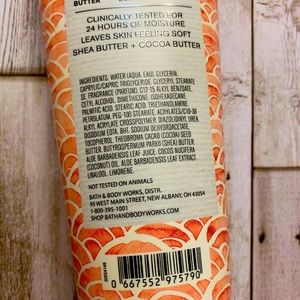 BUTTER
CLINICALLY TESTED FOR
24 HOURS OF MOISTURE
LEAVES SKIN FEELING SOFT
SHEA BUTTER + COCOA BUTTER
INGREDIENTS: WATER (AQUA, EAU), GLYCERIN,
CAPRYLIC/CAPRIC TRIGLYCERIDE, GLYCERYL
FRAGRANCE (PARFUM), C12-15 ALKYL BENZOATE,
CETYL ALCOHOL, DIMETHICONE, ISOHEXADECANE,
PALMITIC ACID, STEARIC ACID, TRIETHANOLAMINE,
PETROLATUM, PEG-100 STEARATE, ACRYLATES/C10-30
ALKYL ACRYLATE CROSSPOLYMER, DIAZOLIDINYL UREA,
DISODIUM EDTA, BHT, SODIUM DEHYDROACETATE,
TOCOPHEROL, THEOBROMA CACAO (COCOA) SEED
BUTTER, BUTYROSPERMUM PARKII (SHEA) BUTTER,
ALOE BARBADENSIS LEAF JUICE, COCOS NUCIFERA
(COCONUT) OIL, ALOE BARBADENSIS LEAF EXTRACT,
LINALOOL, LIMONENE.
NOT TESTED ON ANIMALS
BATH & BODY WORKS, DISTR.
95 WEST MAIN STREET, NEW ALBANY, OH 43054
1-800-395-1001
SHOP BATHANDBODYWORKS.COM
0 667552 975790